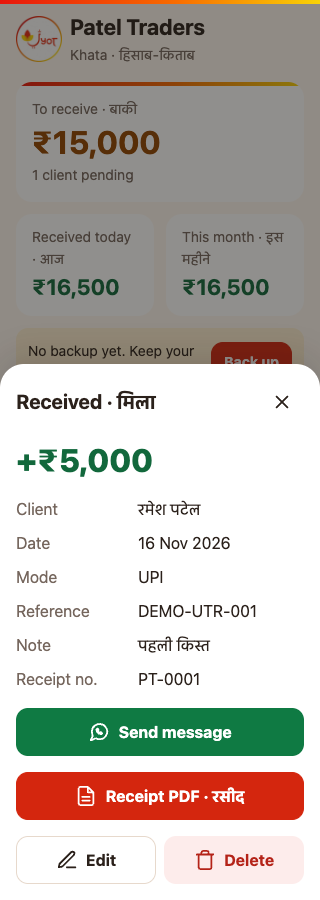 Jyot
Patel Traders
Khata · हिसाब-किताब
To receive · बाकी
₹15,000
1 client pending
Received today
· आज
₹16,500
This month · इस
महीने
₹16,500
No backup yet. Keep your
Back up
Received · मिला
+₹5,000
Client रमेश पटेल
Date 16 Nov 2026
Mode UPI
Reference DEMO-UTR-001
Note पहली किस्त
Receipt no. PT-0001
Send message
Receipt PDF · रसीद
Edit
Delete